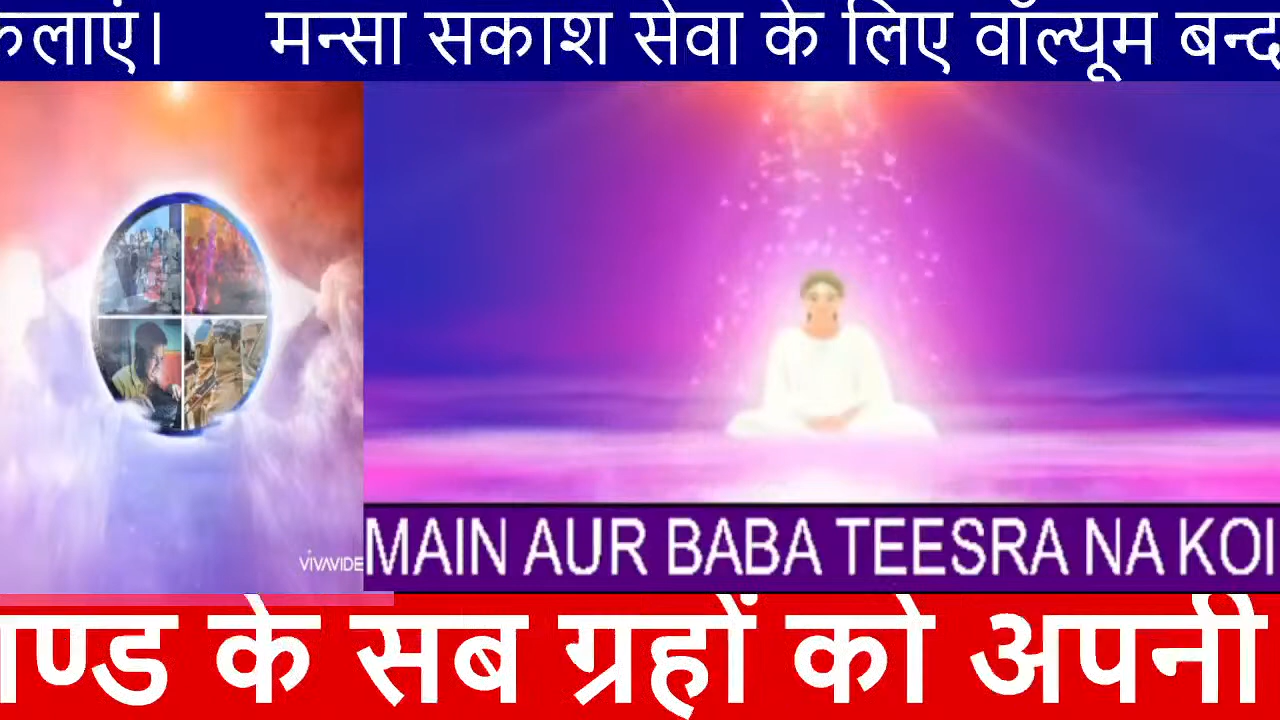 मन्सा सकाश सेवा के लिए वॉल्यूम बन्द
MAIN AUR BABA TEESRA NA KOI
के सब ग्रहों को अपनी